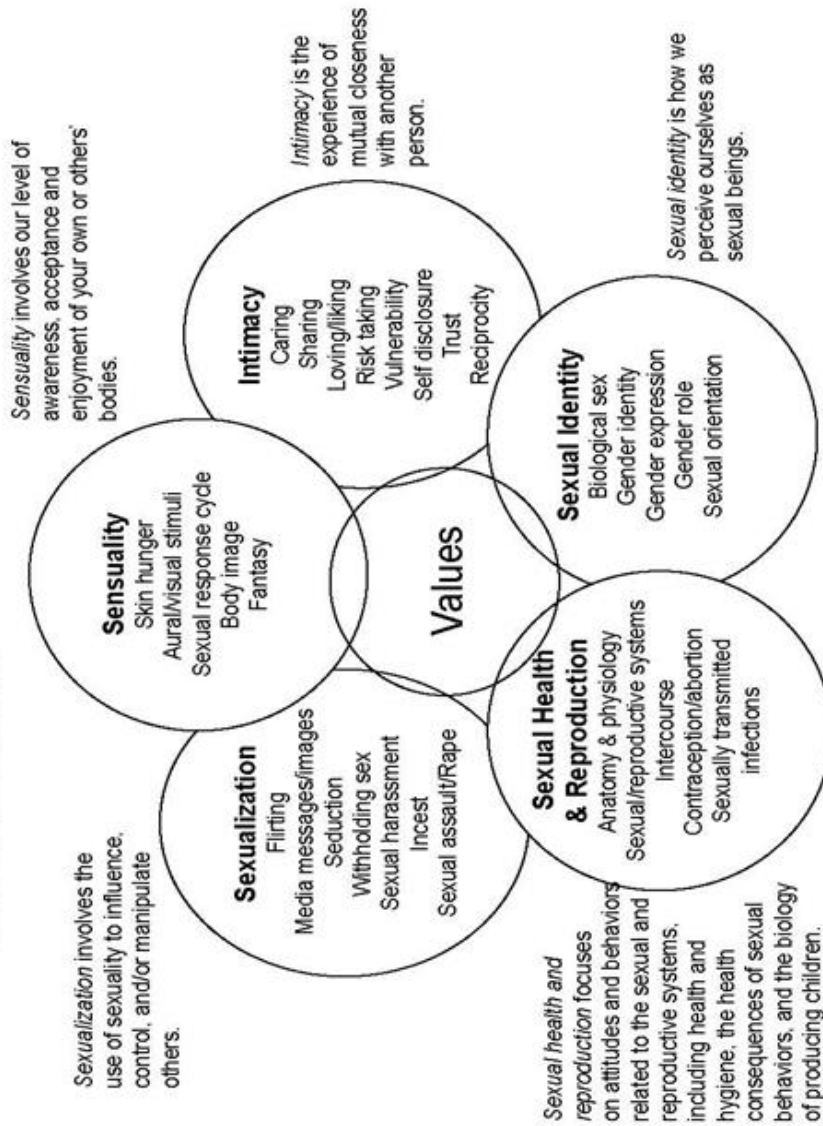 Sensuality involves our level of
awareness, acceptance and
enjoyment of your own or others'
bodies.
Sexualization involves the
use of sexuality to influence,
control, and/or manipulate
others.
Sensuality
Skin hunger
Aural/visual stimuli
Sexual response cycle
Body image
Fantasy
Intimacy is the
experience of
mutual closeness
with another
person.
Sexualization
Flirting
Media messages/images
Seduction
Withholding sex
Sexual harassment
Incest
Sexual assault/Rape
Intimacy
Caring
Sharing
Loving/liking
Risk taking
Vulnerability
Self disclosure
Trust
Reciprocity
Values
Sexual health and
reproduction focuses
on attitudes and behaviors
related to the sexual and
reproductive systems,
including health and
hygiene, the health
consequences of sexual
behaviors, and the biology
of producing children.
Sexual Health
& Reproduction
Anatomy & physiology
Sexual/reproductive systems
Intercourse
Contraception/abortion
Sexually transmitted
infections
Sexual Identity
Biological sex
Gender identity
Gender expression
Gender role
Sexual orientation
Sexual identity is how we
perceive ourselves as
sexual beings.